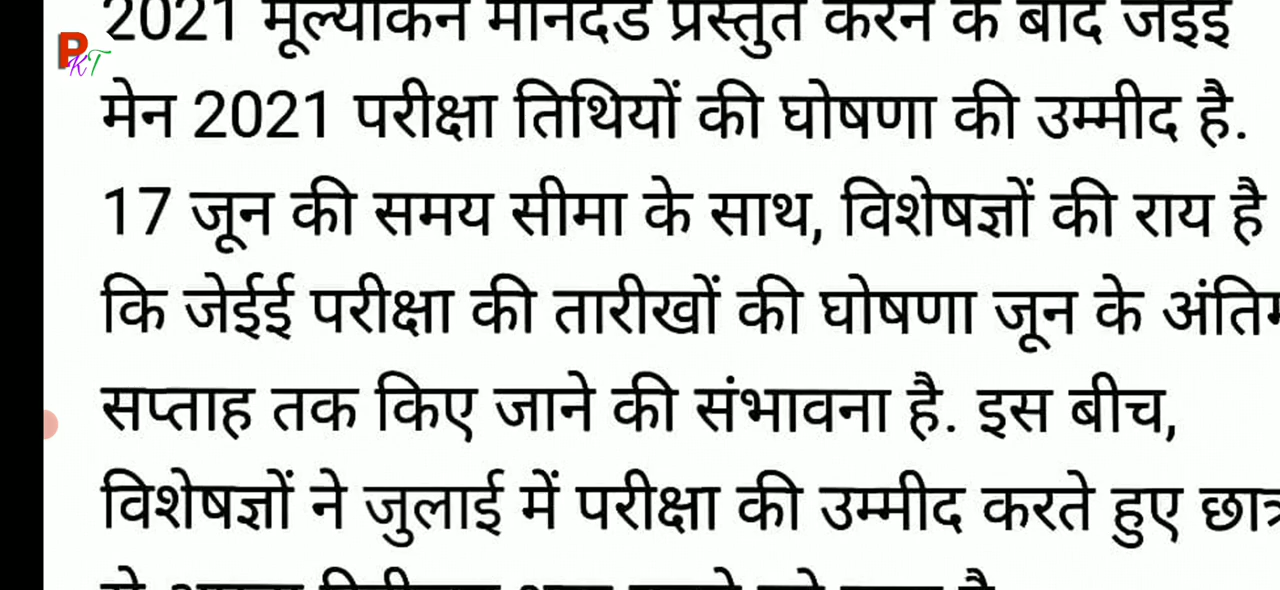 PKT
2021 मूल्यांकन मानदंड प्रस्तुत करने के बाद जेईई
मेन 2021 परीक्षा तिथियों की घोषणा की उम्मीद है.
17 जून की समय सीमा के साथ, विशेषज्ञों की राय है
कि जेईई परीक्षा की तारीखों की घोषणा जून के
सप्ताह तक किए जाने की संभावना है. इस बीच,
विशेषज्ञों ने जुलाई में परीक्षा की उम्मीद करते हुए